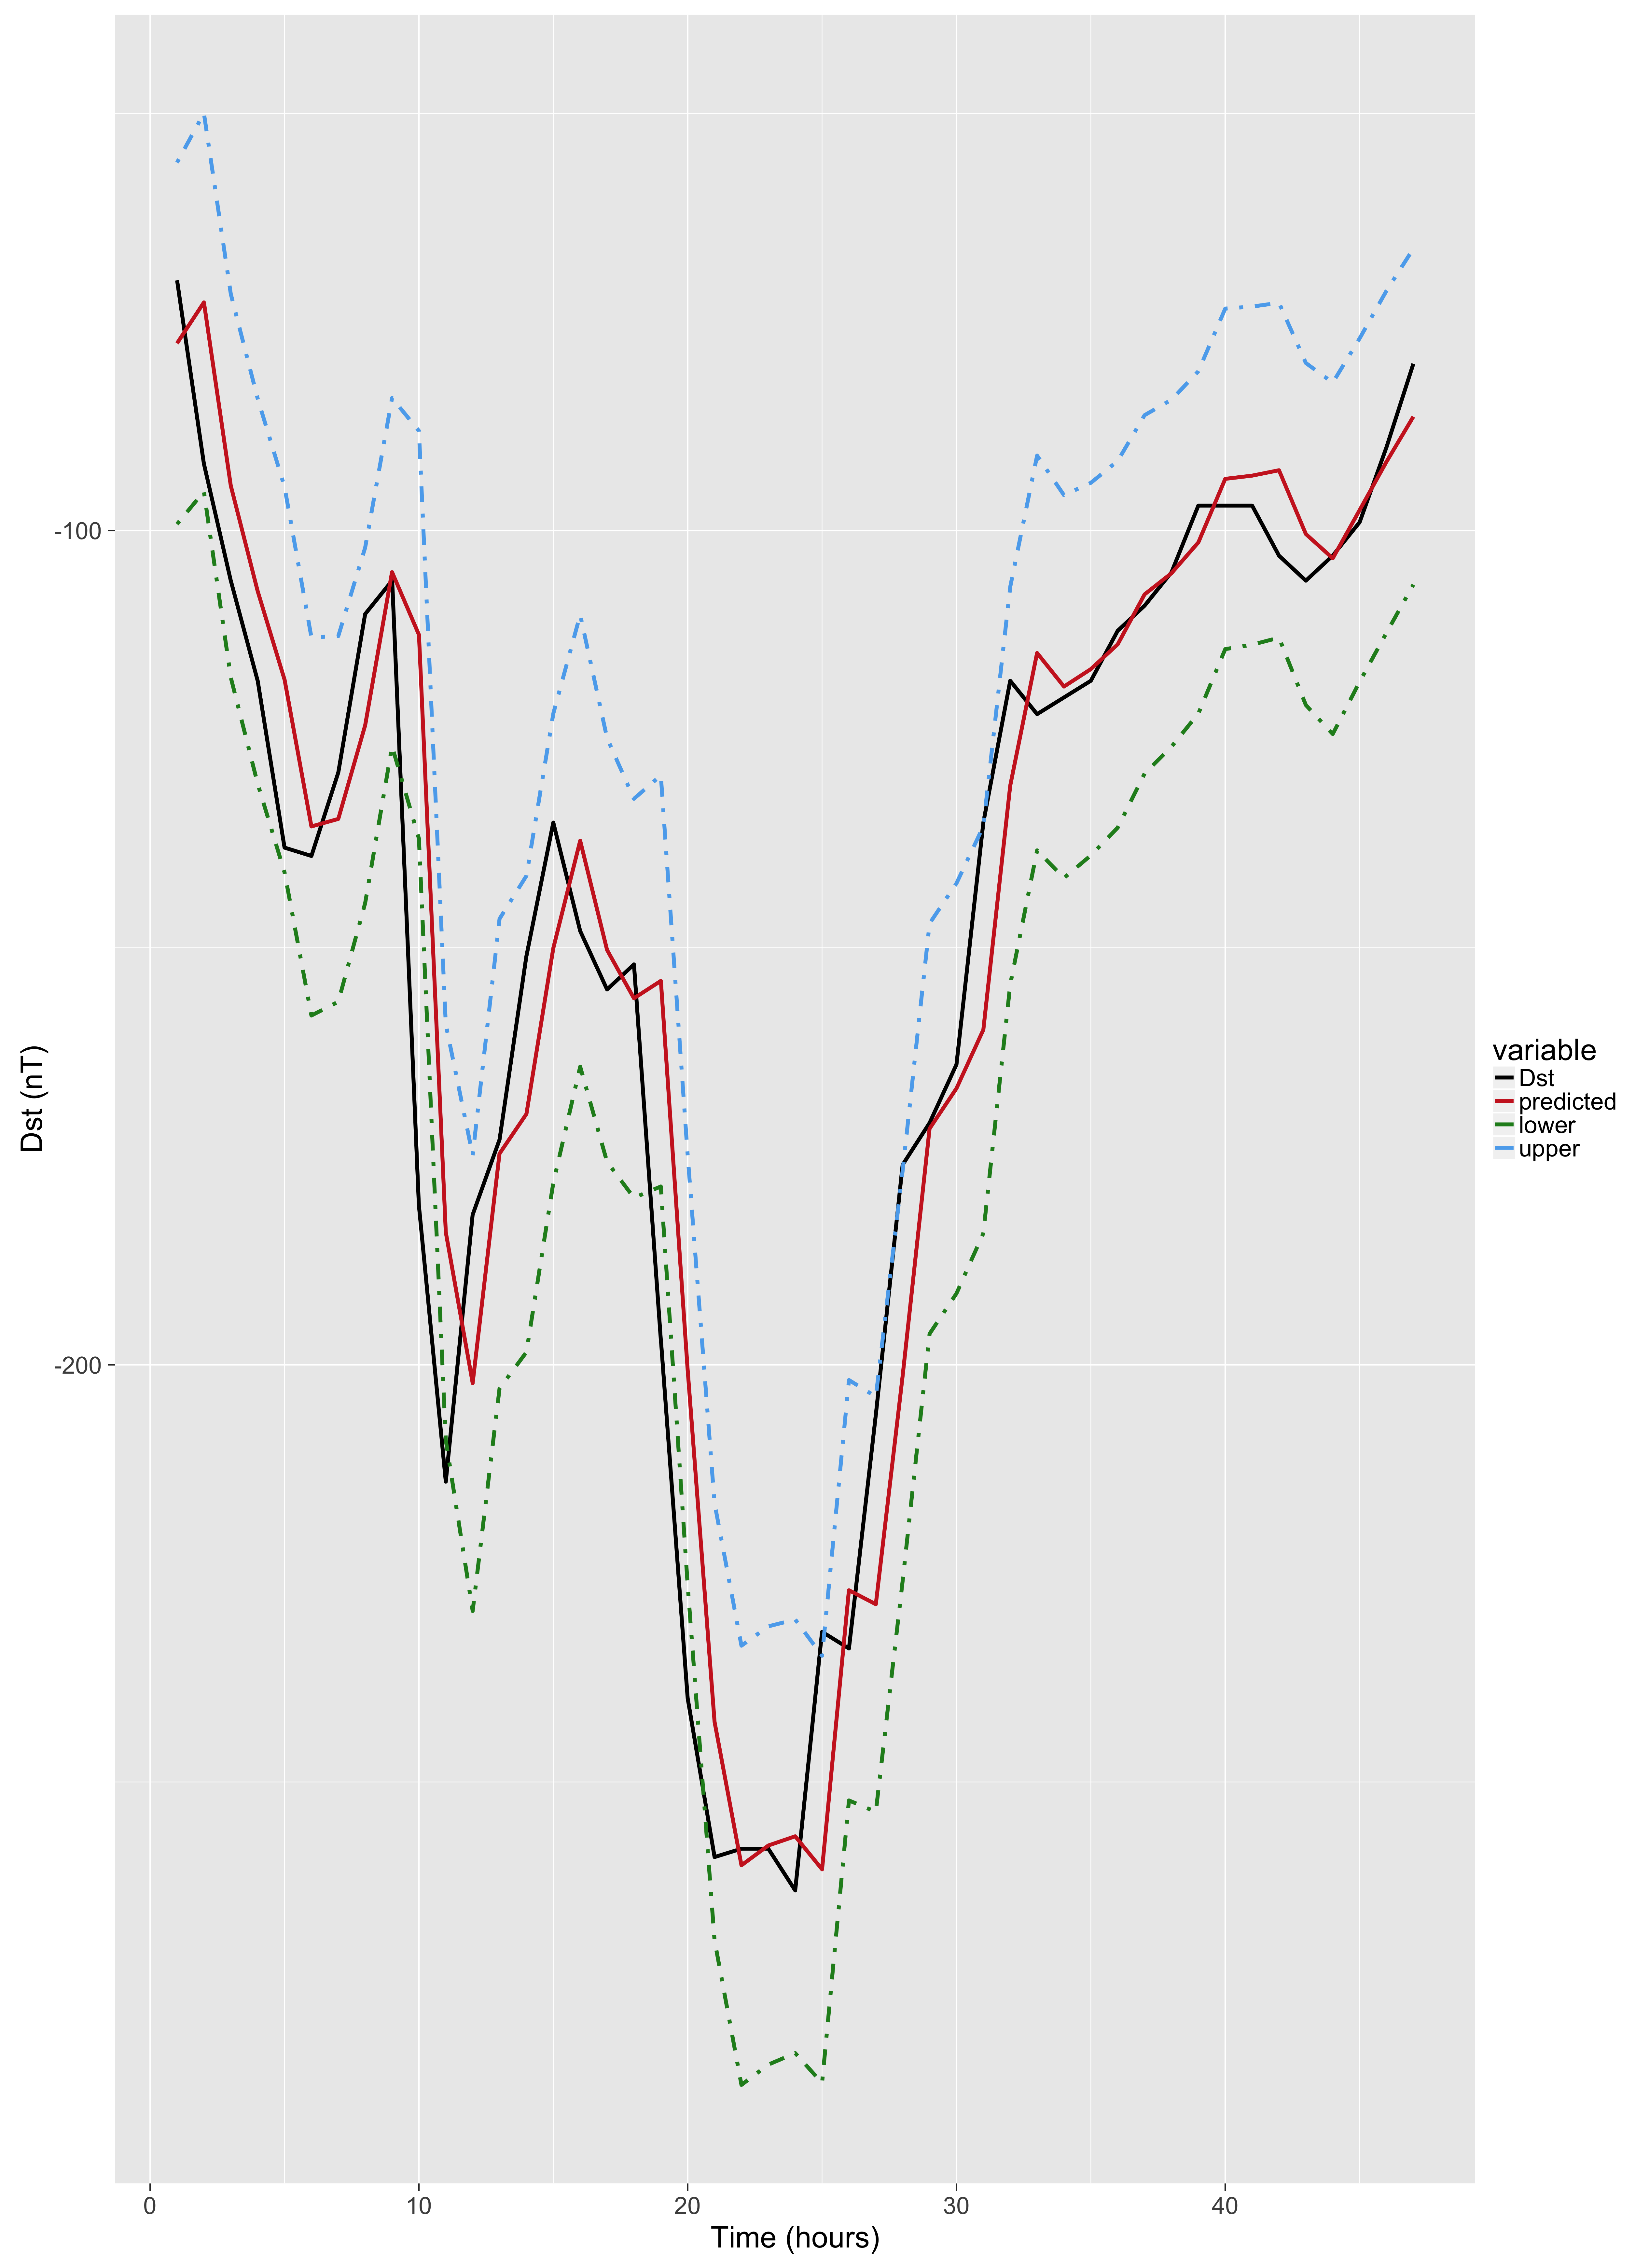 Dst (nT)
-100
-200
0 10 20 30 40
Time (hours)
variable
Dst
predicted
lower
upper